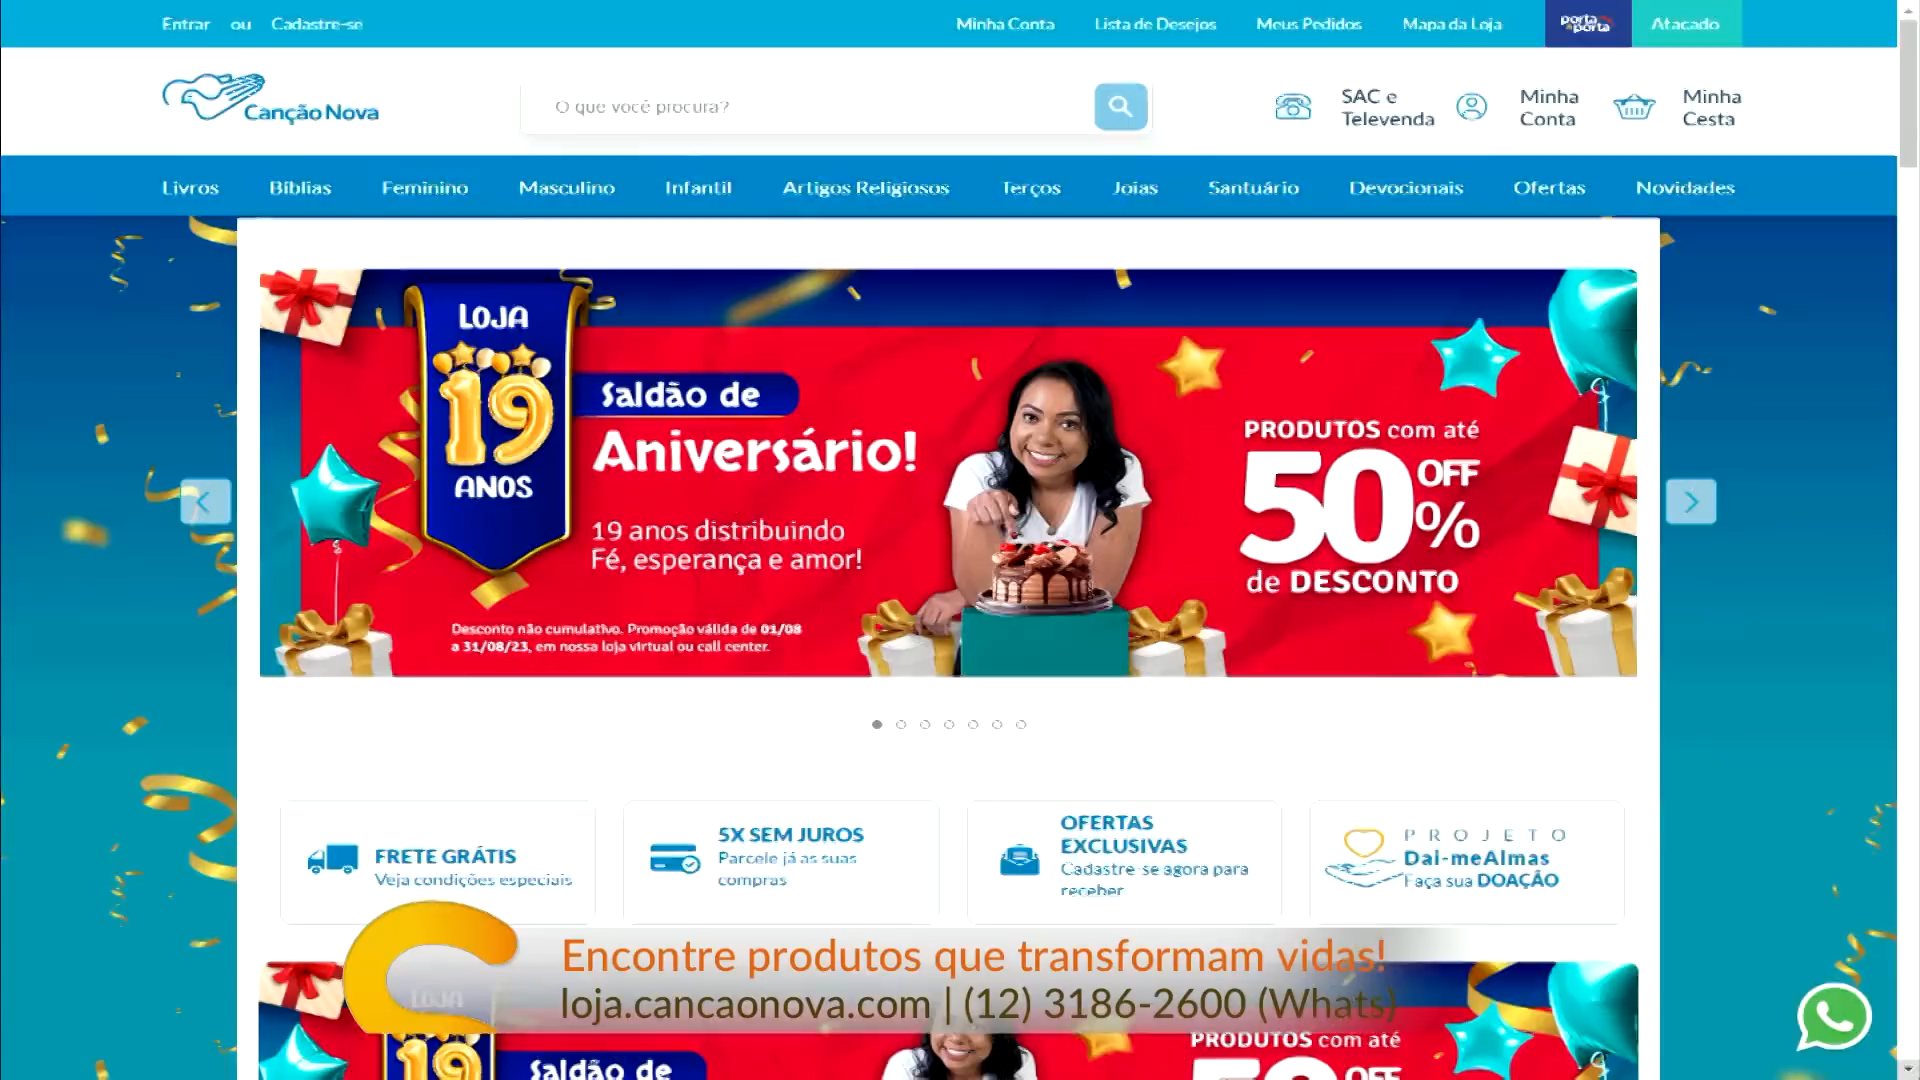 Entrar ou Cadastre-se
Minha Conta
Lista de Desejos
Meus Pedidos
Mapa da Loja
porta a porta
Atacado
Canção Nova
O que você procura?
SAC e
Televenda
Minha
Conta
Minha
Cesta
Livros
Bíblias
Feminino
Masculino
Infantil
Artigos Religiosos
Terços
Joias
Santuário
Devocionais
Ofertas
Novidades
LOJA
19
ANOS
Saldão de
Aniversário!
19 anos distribuindo
Fé, esperança e amor!
Desconto não cumulativo. Promoção válida de 01/08
a 31/08/23, em nossa loja virtual ou call center.
PRODUTOS com até
50% OFF
de DESCONTO
FRETE GRÁTIS
Veja condições especiais
5X SEM JUROS
Parcele já as suas
compras
OFERTAS
EXCLUSIVAS
Cadastre-se agora para
receber
PROJETO
Dai-meAlmas
Faça sua DOAÇÃO
Encontre produtos que transformam vidas!
loja.cancaonova.com | (12) 3186-2600 (Whats)
LOJA
19
Saldão de
PRODUTOS com até
50 OFF